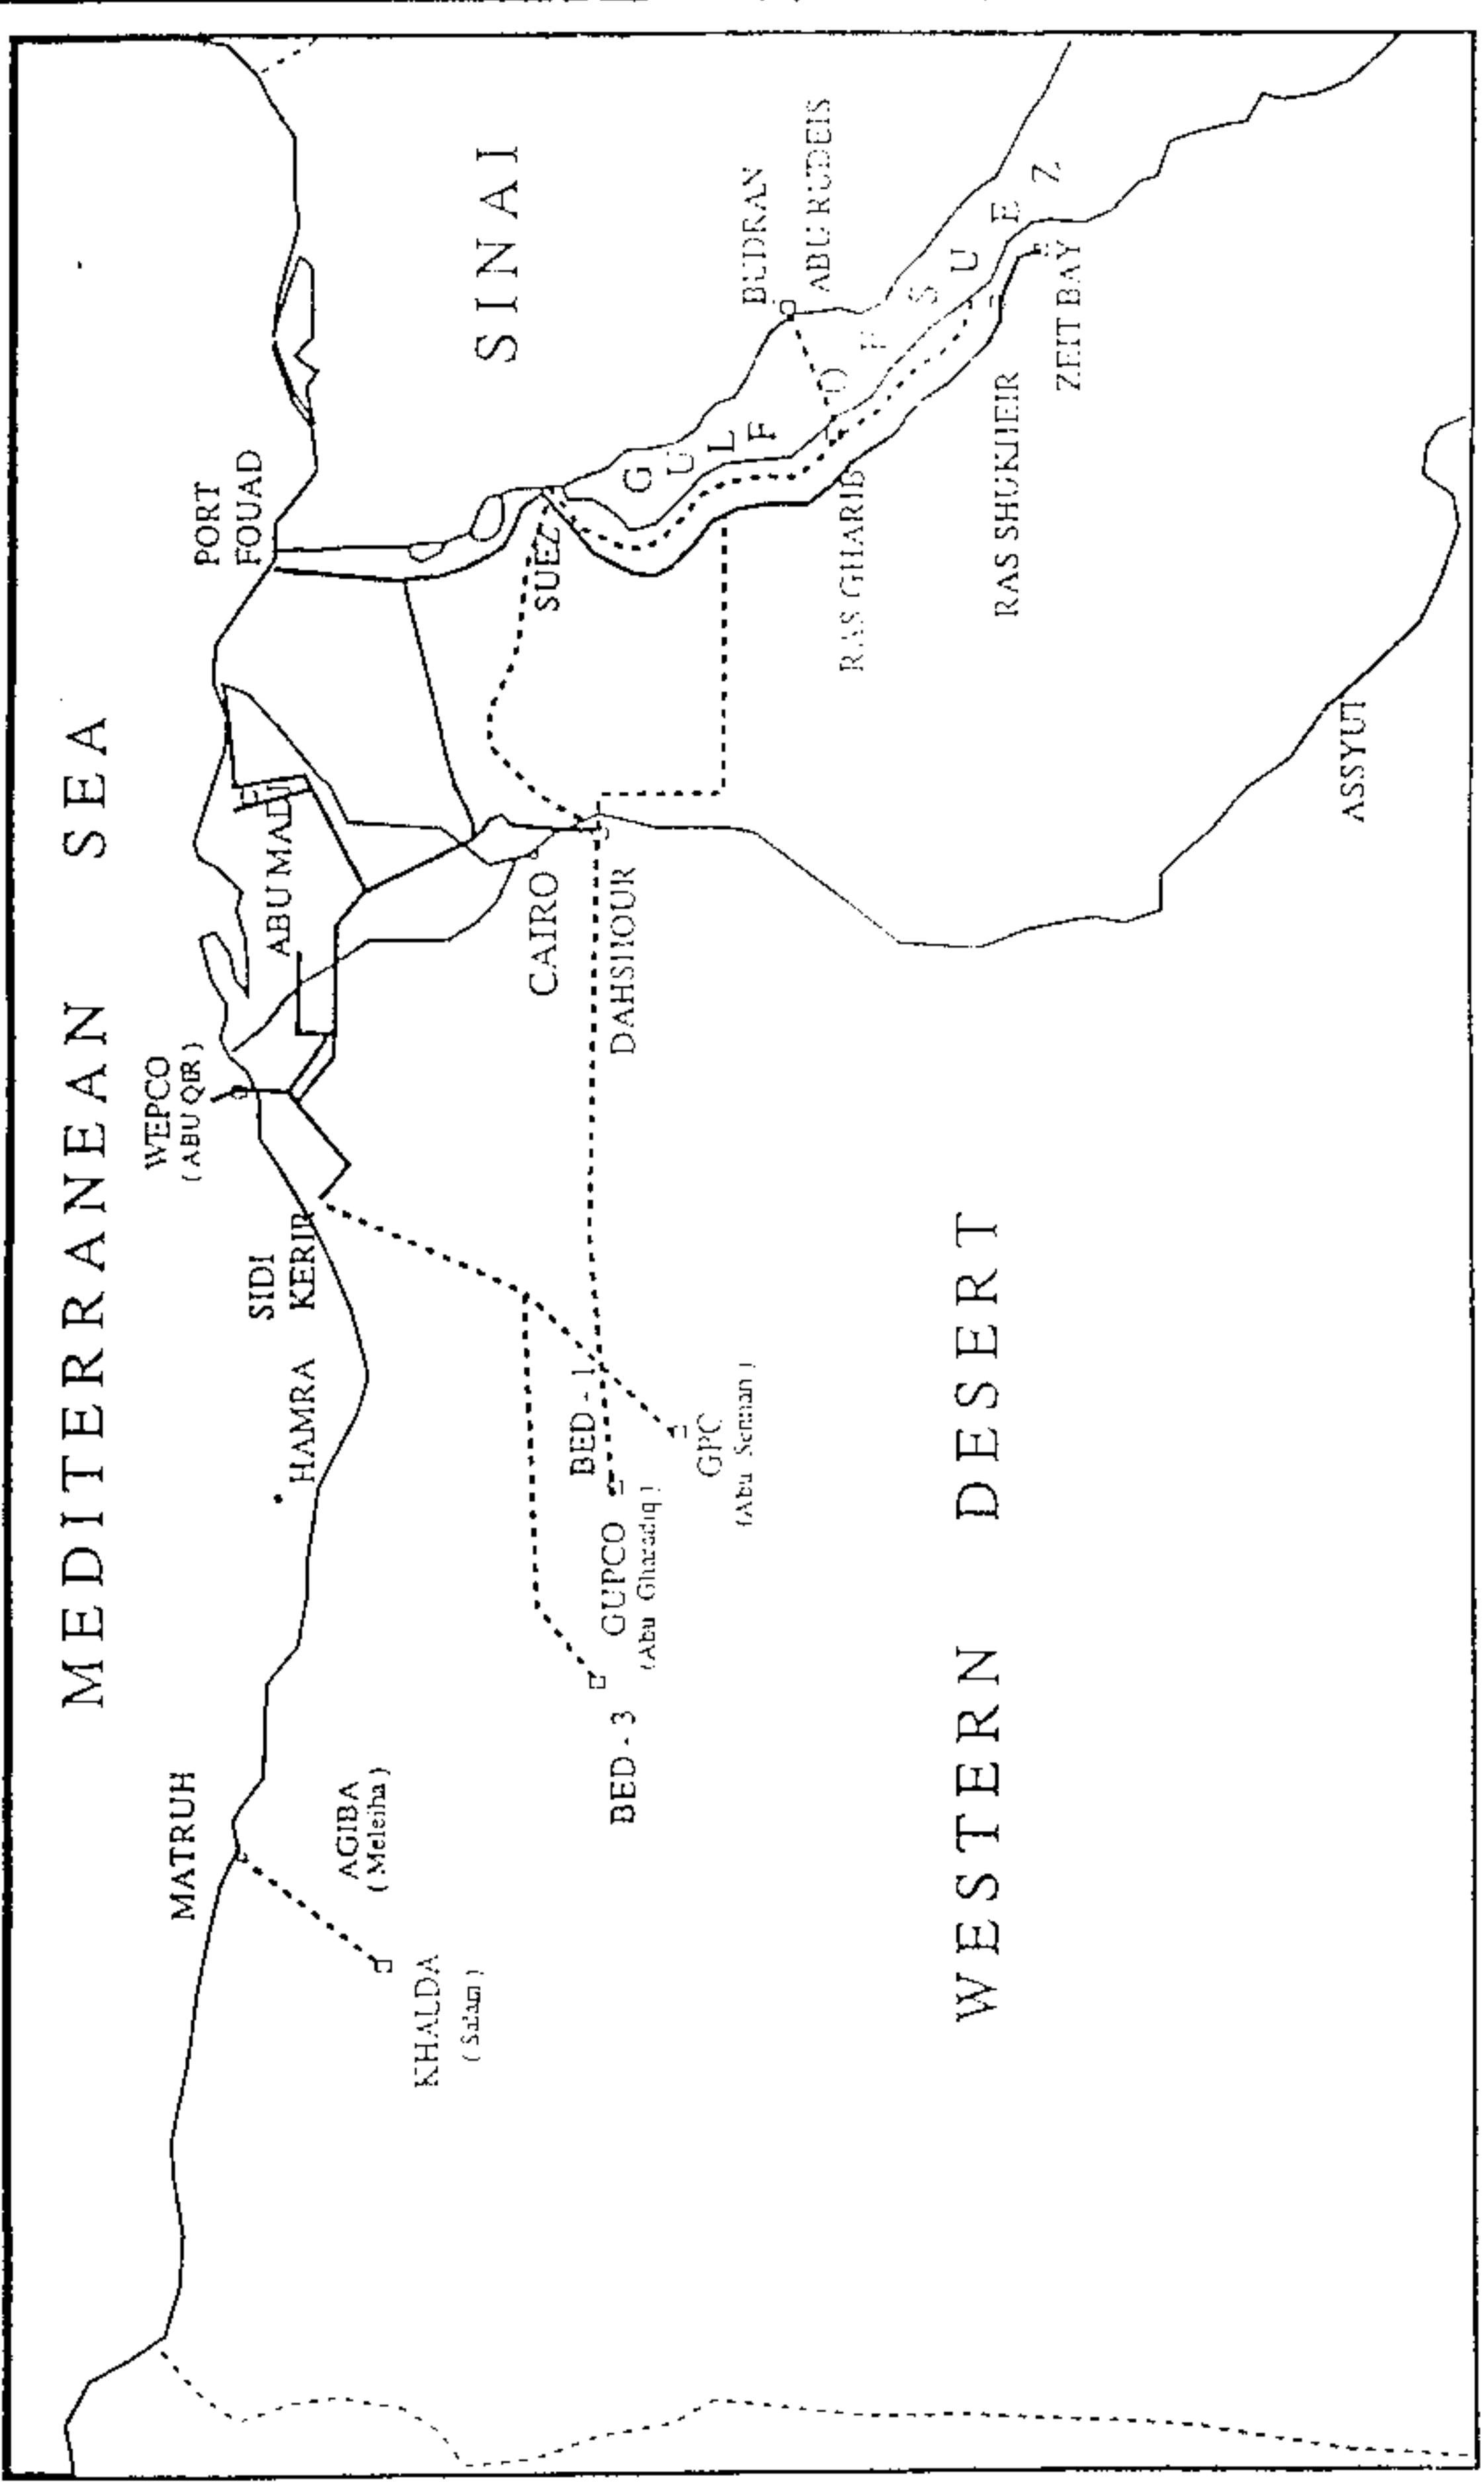 MEDITERRANEAN SEA
MATRUH
AGIBA
(Meleiha)
KHALDA
(Salam)
HAMRA
SIDI
KERIR
WEPCO
(ABU QIR)
ABU MADI
PORT
FOUAD
SINAI
BED - 3
GUPCO
(Abu Gharadiq)
BED - 1
GPC
(Abu Sennan)
CAIRO
DAHSHOUR
SUEZ
GULF OF SUEZ
BUDRAN
ABU RUDEIS
RAS GHARIB
RAS SHUKHEIR
ZEIT BAY
WESTERN DESERT
ASSYUT